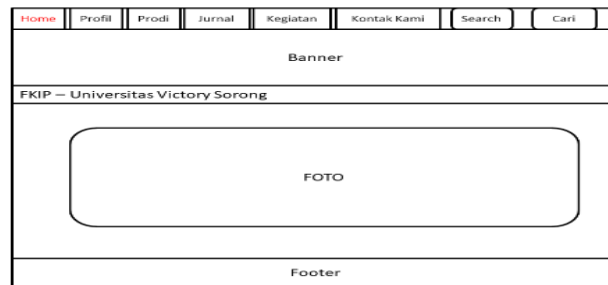 Home Profil Prodi Jurnal Kegiatan Kontak Kami Search Cari
Banner
FKIP – Universitas Victory Sorong
FOTO
Footer